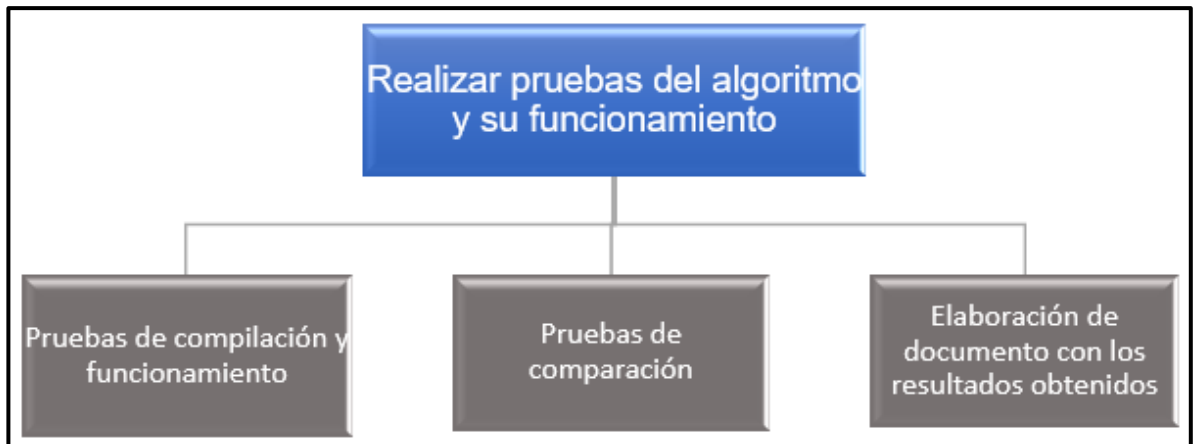 Realizar pruebas del algoritmo
y su funcionamiento
Pruebas de compilación y
funcionamiento
Pruebas de
comparación
Elaboración de
documento con los
resultados obtenidos